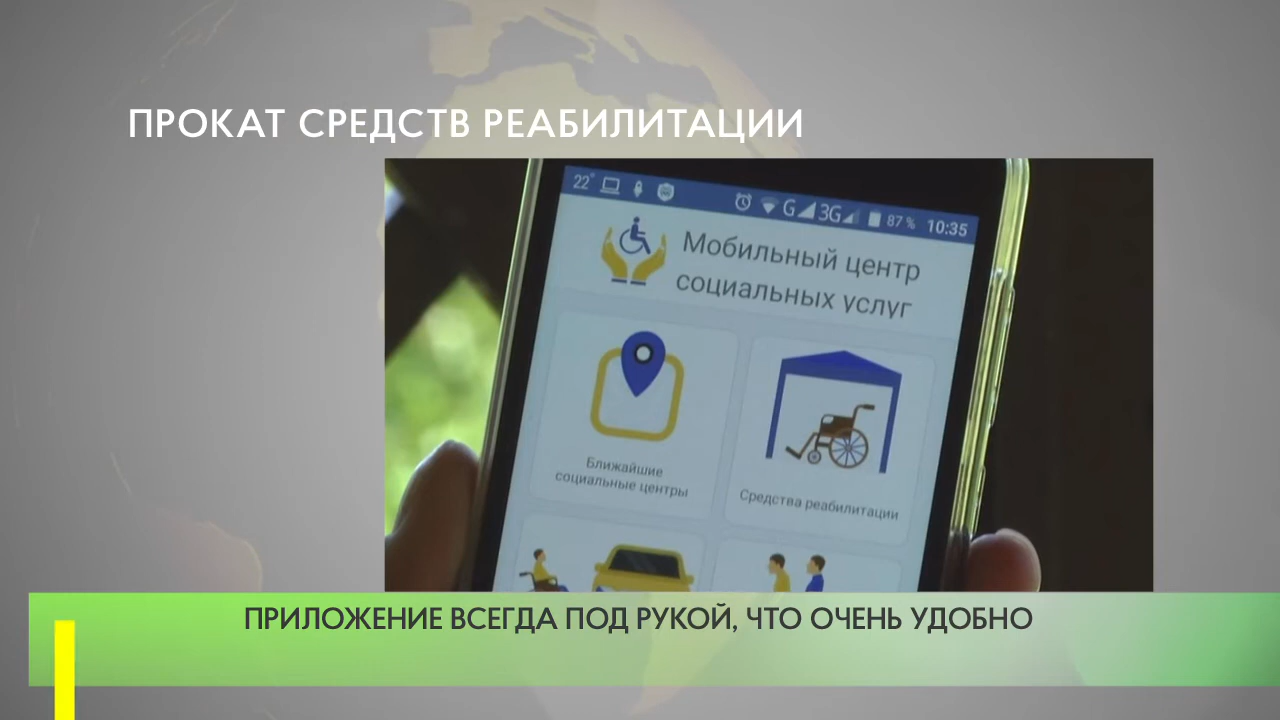 ПРОКАТ СРЕДСТВ РЕАБИЛИТАЦИИ
22° G 3G 87 % 10:35
Мобильный центр
социальных услуг
Ближайшие
социальные центры
Средства реабилитации
ПРИЛОЖЕНИЕ ВСЕГДА ПОД РУКОЙ, ЧТО ОЧЕНЬ УДОБНО